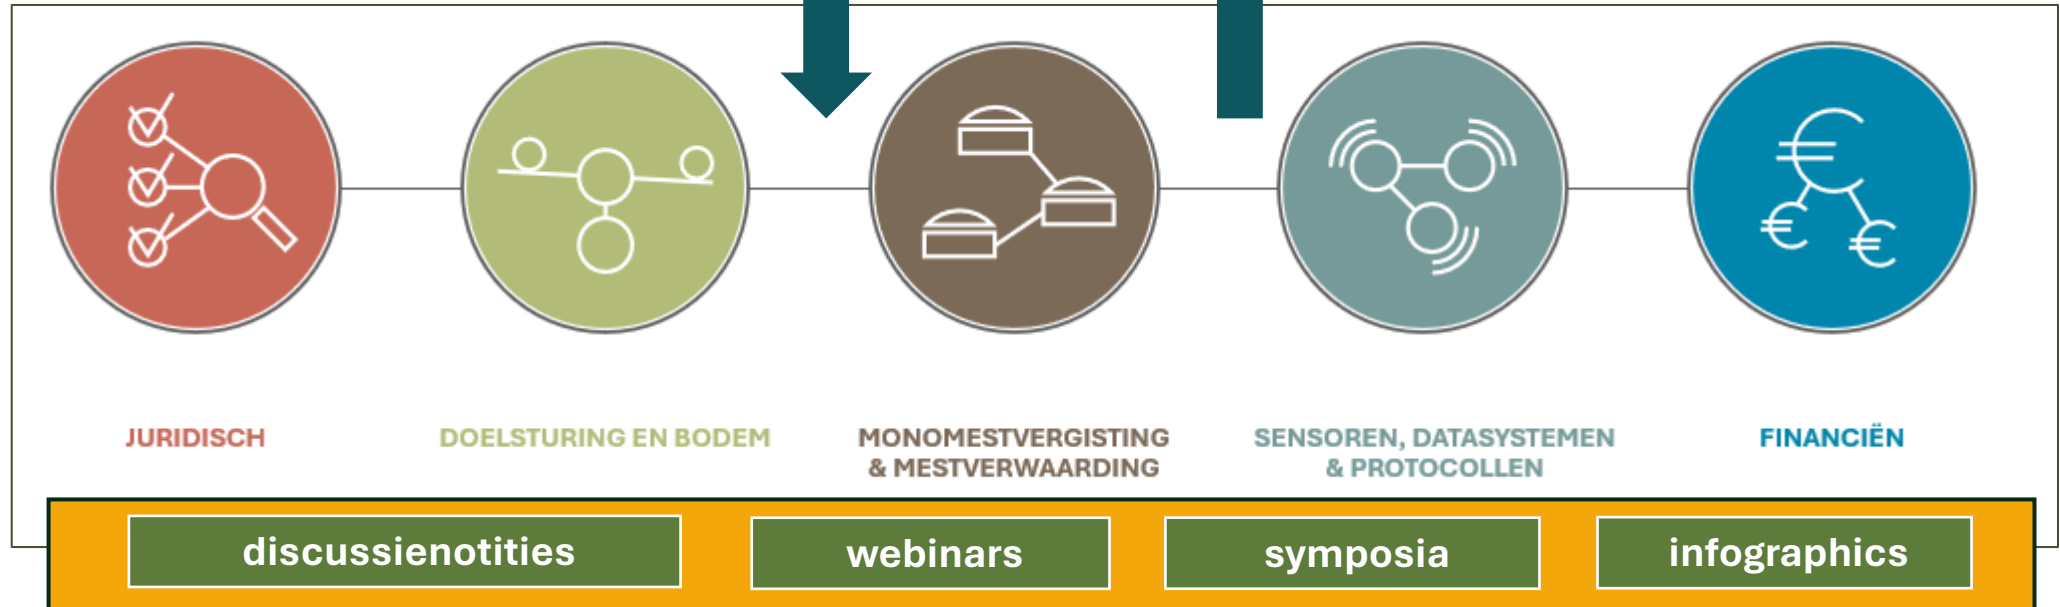 JURIDISCH
DOELSTURING EN BODEM
MONOMESTVERGISTING
& MESTVERWAARDING
SENSOREN, DATASYSTEMEN
& PROTOCOLLEN
FINANCIËN
discussienotities
webinars
symposia
infographics